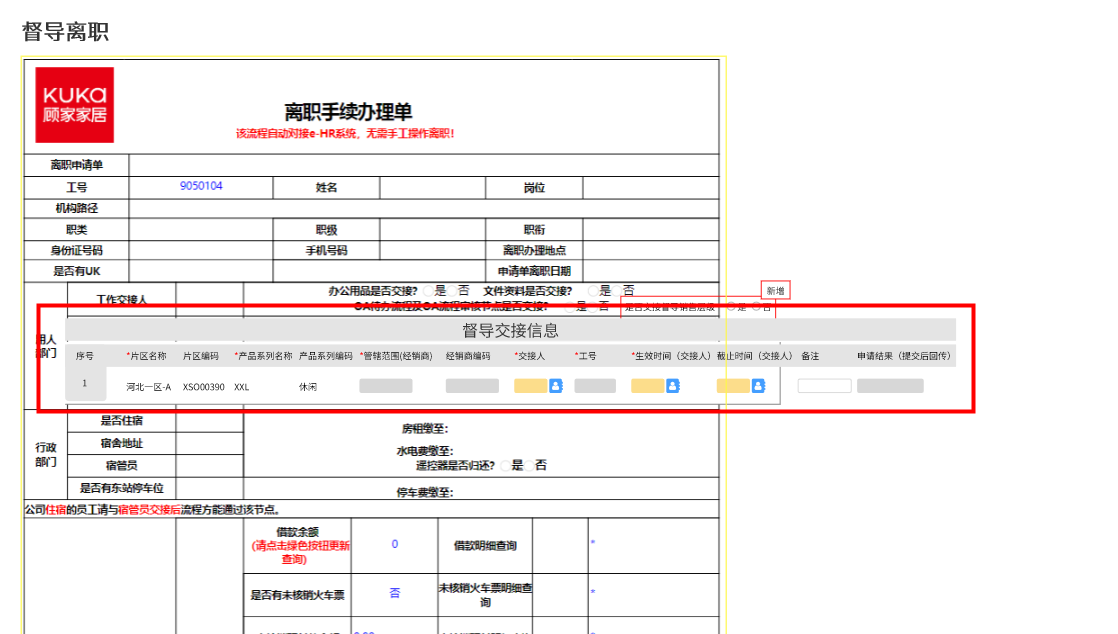 督导离职
KUKA
顾家家居
离职手续办理单
该流程自动对接e-HR系统，无需手工操作离职！
离职申请单
工号 9050104 姓名 岗位
机构路径
职类 职级 职衔
身份证号码 手机号码 离职办理地点
是否有UK 申请单离职日期
工作交接人 办公用品是否交接？ 是 否 文件资料是否交接？ 是 否 新增
OA待办流程及OA流程审核节点是否交接？ 是 否 是否交接督导销售层级 是 否
用人
部门
督导交接信息
序号 *片区名称 片区编码 *产品系列名称 产品系列编码 *管辖范围(经销商) 经销商编码 *交接人 *工号 *生效时间（交接人） 截止时间（交接人） 备注 申请结果（提交后回传）
1 河北一区-A XSO00390 XXL 休闲
行政
部门
是否住宿 房租缴至：
宿舍地址 水电费缴至：
宿管员 遥控器是否归还？ 是 否
是否有东站停车位 停车费缴至：
公司住宿的员工请与宿管员交接后流程方能通过该节点。
借款余额
(请点击绿色按钮更新
查询)
0 借款明细查询 *
是否有未核销火车票 否 未核销火车票明细查
询 *